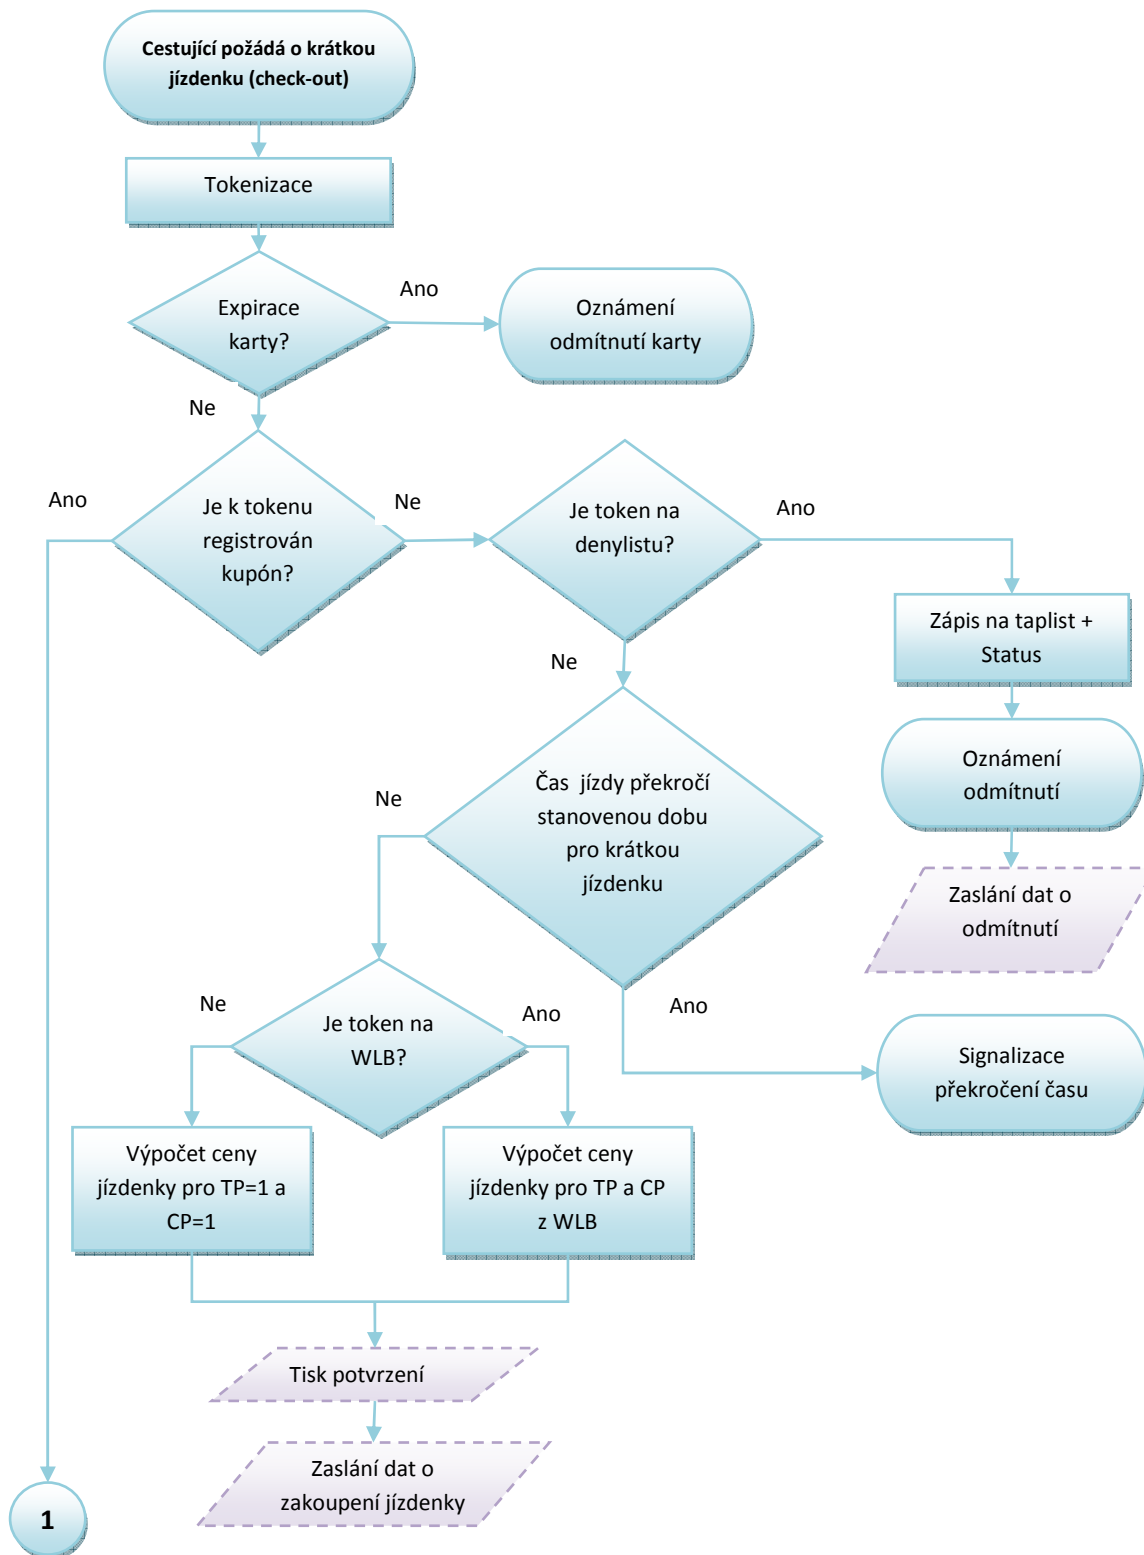 Cestující požádá o krátkou
jízdenku (check-out)
Tokenizace
Expirace
karty?
Ano
Oznámení
odmítnutí karty
Ne
Je k tokenu
registrován
kupón?
Ano
Ne
Je token na
denylistu?
Ano
Zápis na taplist +
Status
Oznámení
odmítnutí
Zaslání dat o
odmítnutí
Ne
Čas  jízdy překročí
stanovenou dobu
pro krátkou
jízdenku
Ne
Ano
Signalizace
překročení času
Je token na
WLB?
Ne
Ano
Výpočet ceny
jízdenky pro TP=1 a
CP=1
Výpočet ceny
jízdenky pro TP a CP
z WLB
Tisk potvrzení
Zaslání dat o
zakoupení jízdenky
1